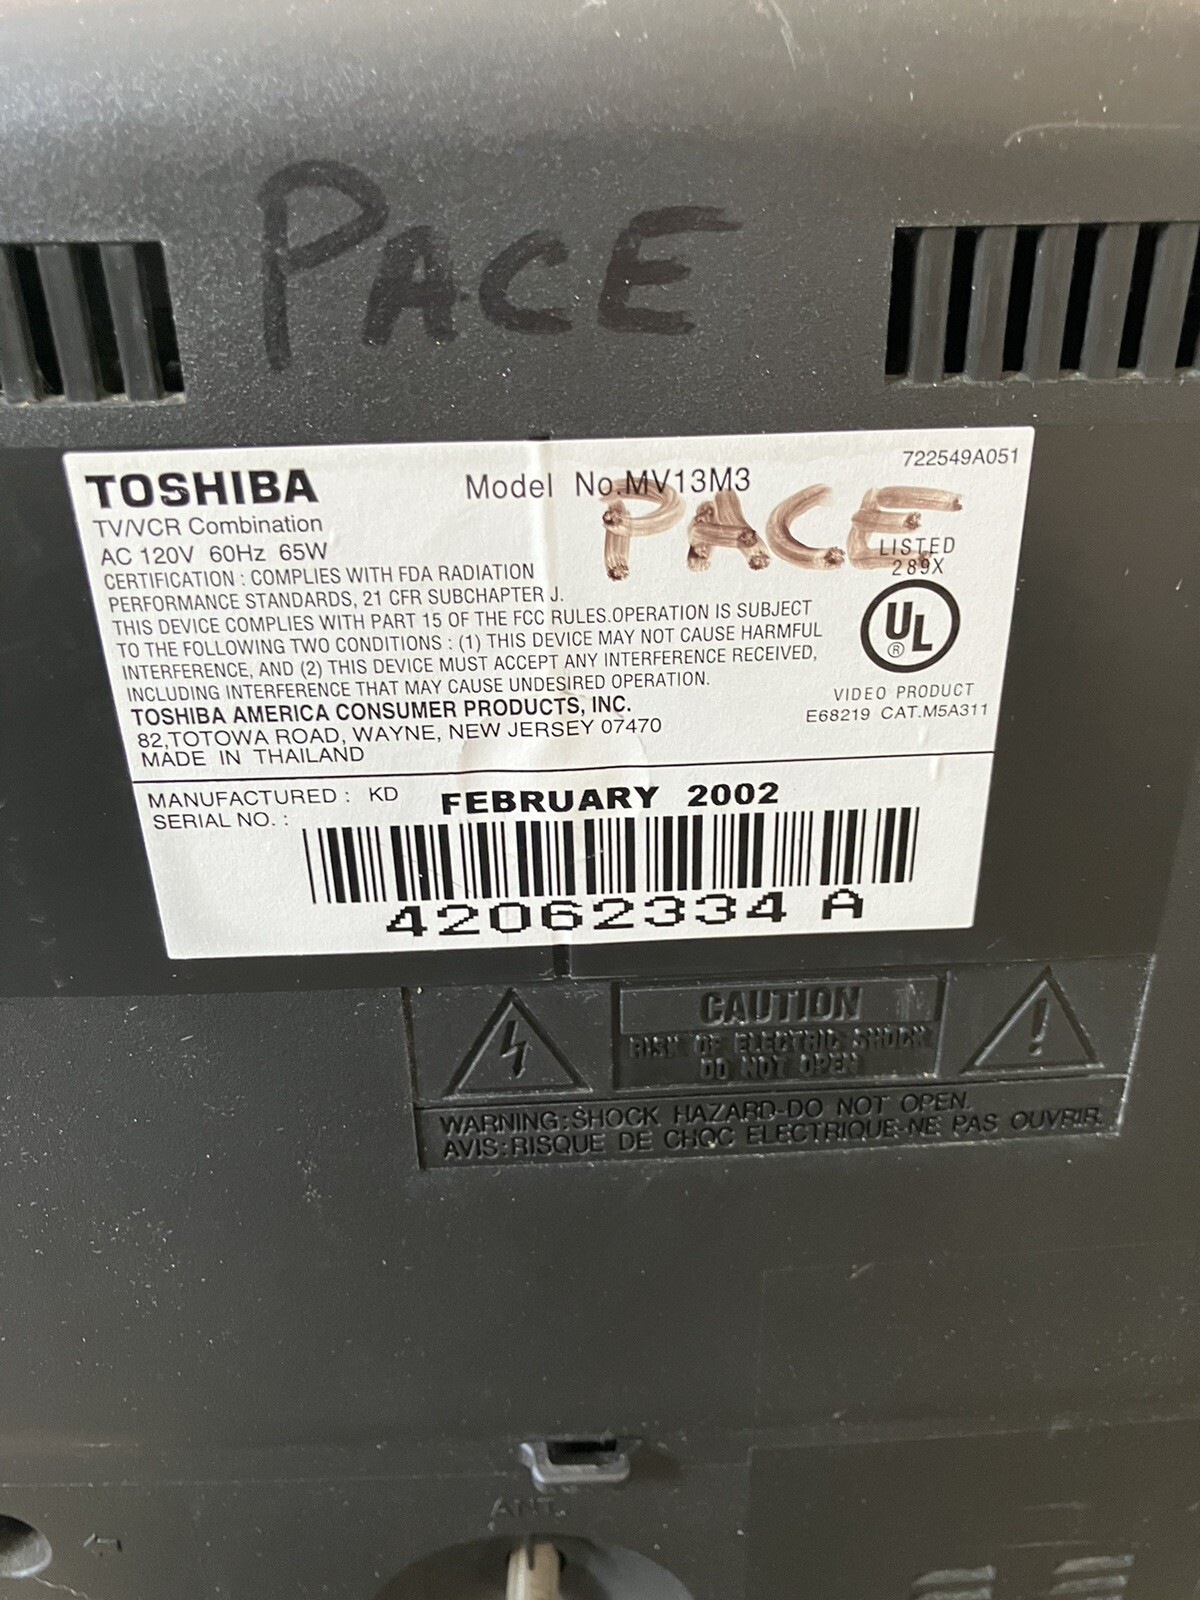 PACE
TOSHIBA
Model No.MV13M3
722549A051
TV/VCR Combination
PACE
AC 120V 60Hz 65W
LISTED
289X
CERTIFICATION : COMPLIES WITH FDA RADIATION
PERFORMANCE STANDARDS, 21 CFR SUBCHAPTER J.
THIS DEVICE COMPLIES WITH PART 15 OF THE FCC RULES.OPERATION IS SUBJECT
TO THE FOLLOWING TWO CONDITIONS : (1) THIS DEVICE MAY NOT CAUSE HARMFUL
INTERFERENCE, AND (2) THIS DEVICE MUST ACCEPT ANY INTERFERENCE RECEIVED,
INCLUDING INTERFERENCE THAT MAY CAUSE UNDESIRED OPERATION.
UL
®
VIDEO PRODUCT
E68219 CAT.M5A311
TOSHIBA AMERICA CONSUMER PRODUCTS, INC.
82,TOTOWA ROAD, WAYNE, NEW JERSEY 07470
MADE IN THAILAND
MANUFACTURED : KD FEBRUARY 2002
SERIAL NO. :
42062334 A
CAUTION
RISK OF ELECTRIC SHOCK
DO NOT OPEN
WARNING:SHOCK HAZARD-DO NOT OPEN.
AVIS:RISQUE DE CHOC ELECTRIQUE-NE PAS OUVRIR.
ANT.